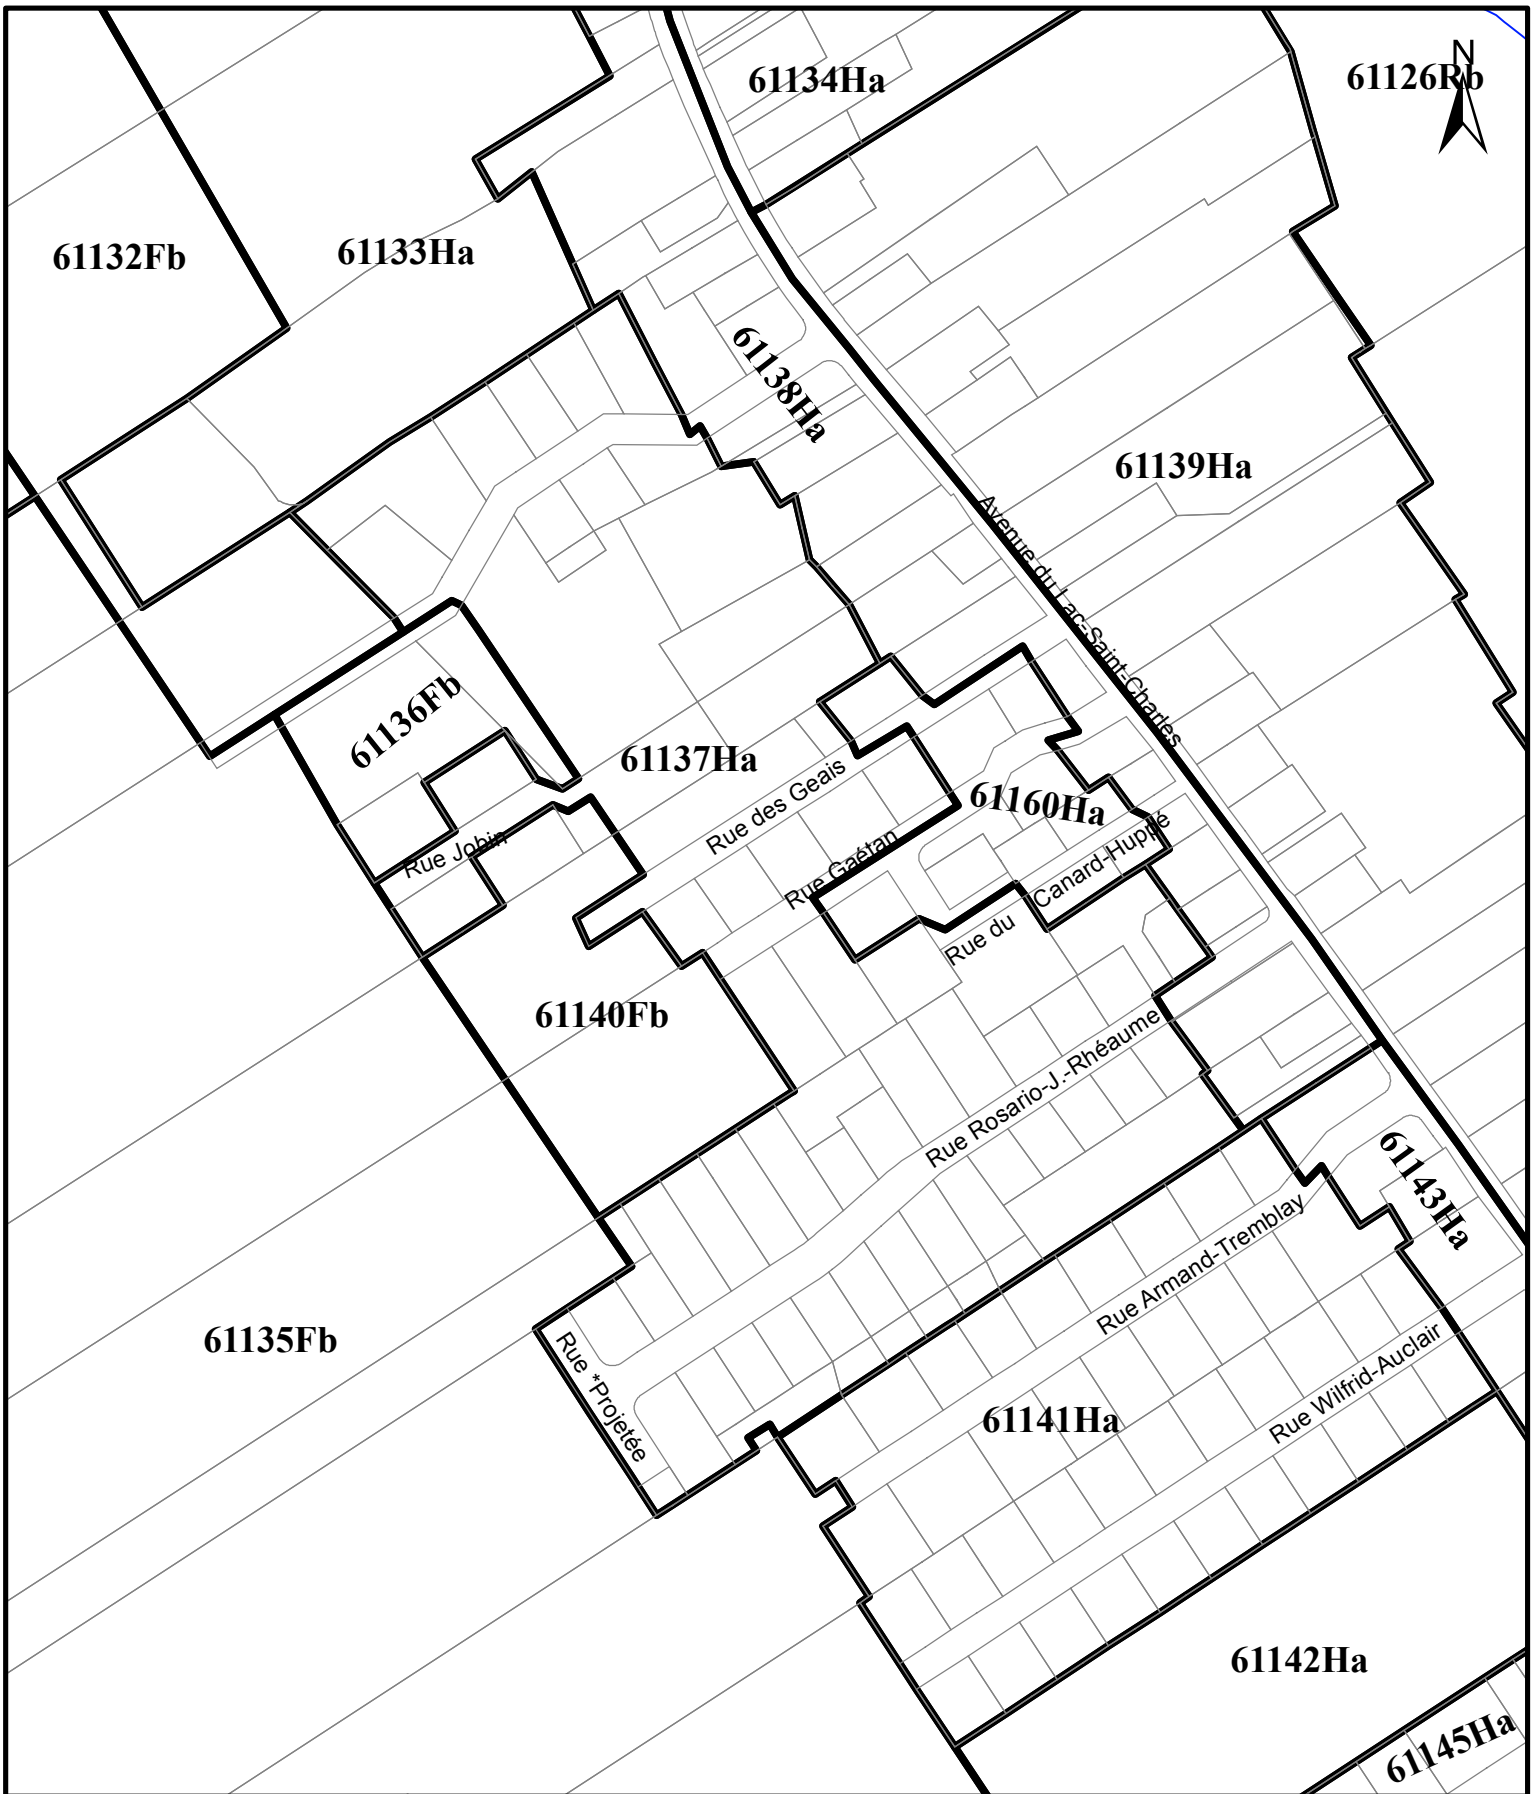 N
61134Ha
61126Rb
61132Fb
61133Ha
61138Ha
61139Ha
Avenue du Lac-Saint-Charles
61136Fb
61137Ha
Rue des Geais
61160Ha
Rue Jobin
Rue Gaétan
Rue du Canard-Huppé
61140Fb
Rue Rosario-J.-Rhéaume
61143Ha
Rue Armand-Tremblay
61135Fb
Rue *Projetée
Rue Wilfrid-Auclair
61141Ha
61142Ha
61145Ha